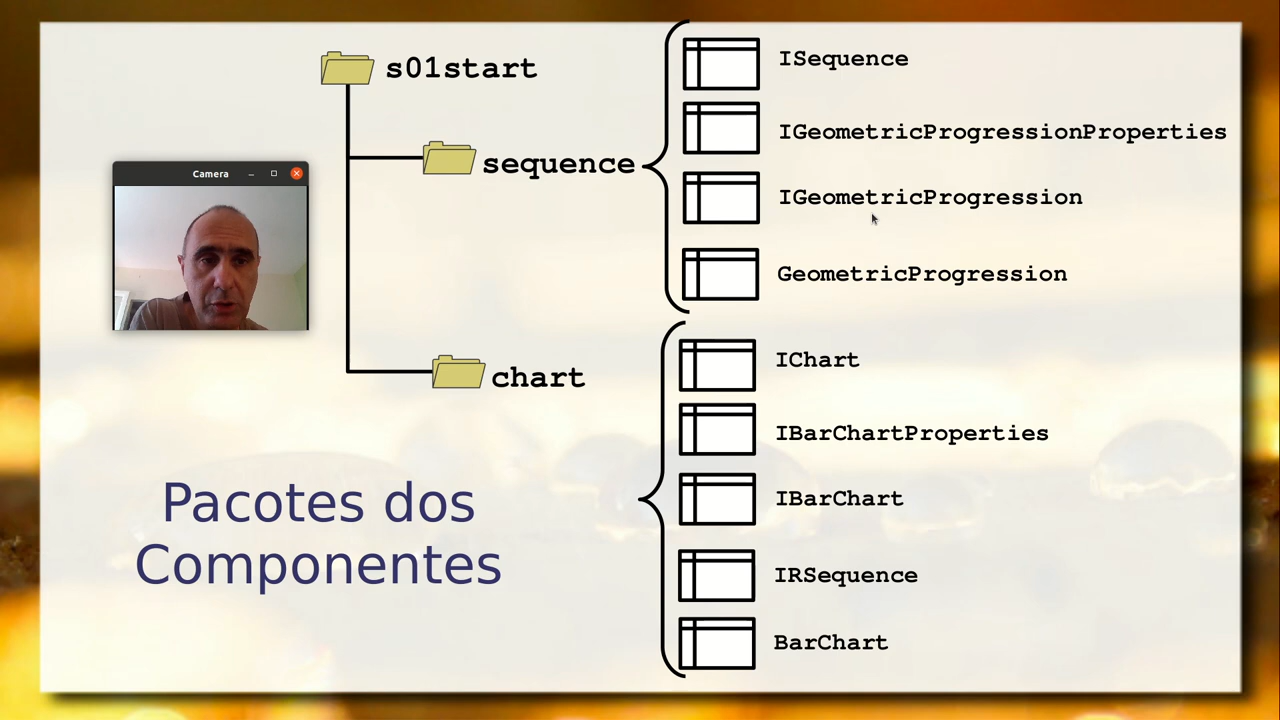 s01start
sequence
ISequence
IGeometricProgressionProperties
IGeometricProgression
GeometricProgression
Camera
chart
IChart
IBarChartProperties
IBarChart
IRSequence
BarChart
Pacotes dos
Componentes